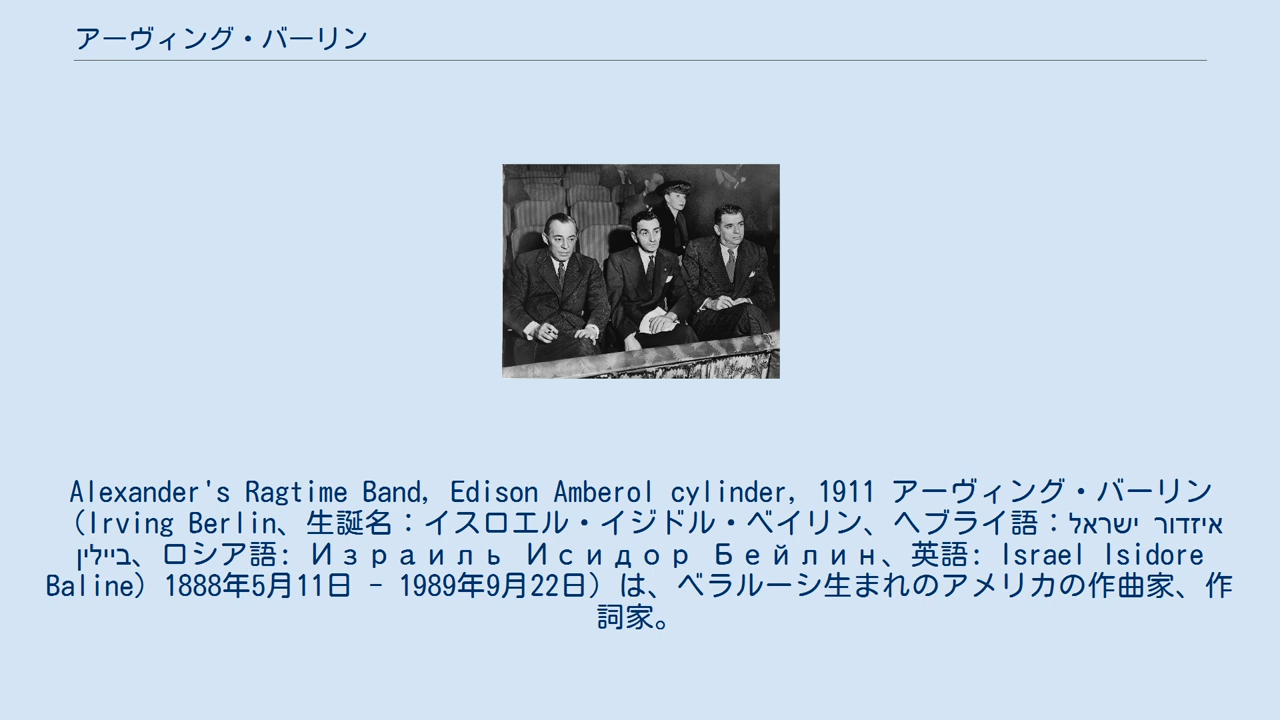 アーヴィング・バーリン
Alexander's Ragtime Band, Edison Amberol cylinder, 1911 アーヴィング・バーリン
（Irving Berlin、生誕名：イスロエル・イジドル・ベイリン、ヘブライ語：איזדור ישראל
ביילין、ロシア語: Израиль Исидор Бейлин、英語: Israel Isidore
Baline）1888年5月11日 - 1989年9月22日）は、ベラルーシ生まれのアメリカの作曲家、作
詞家。